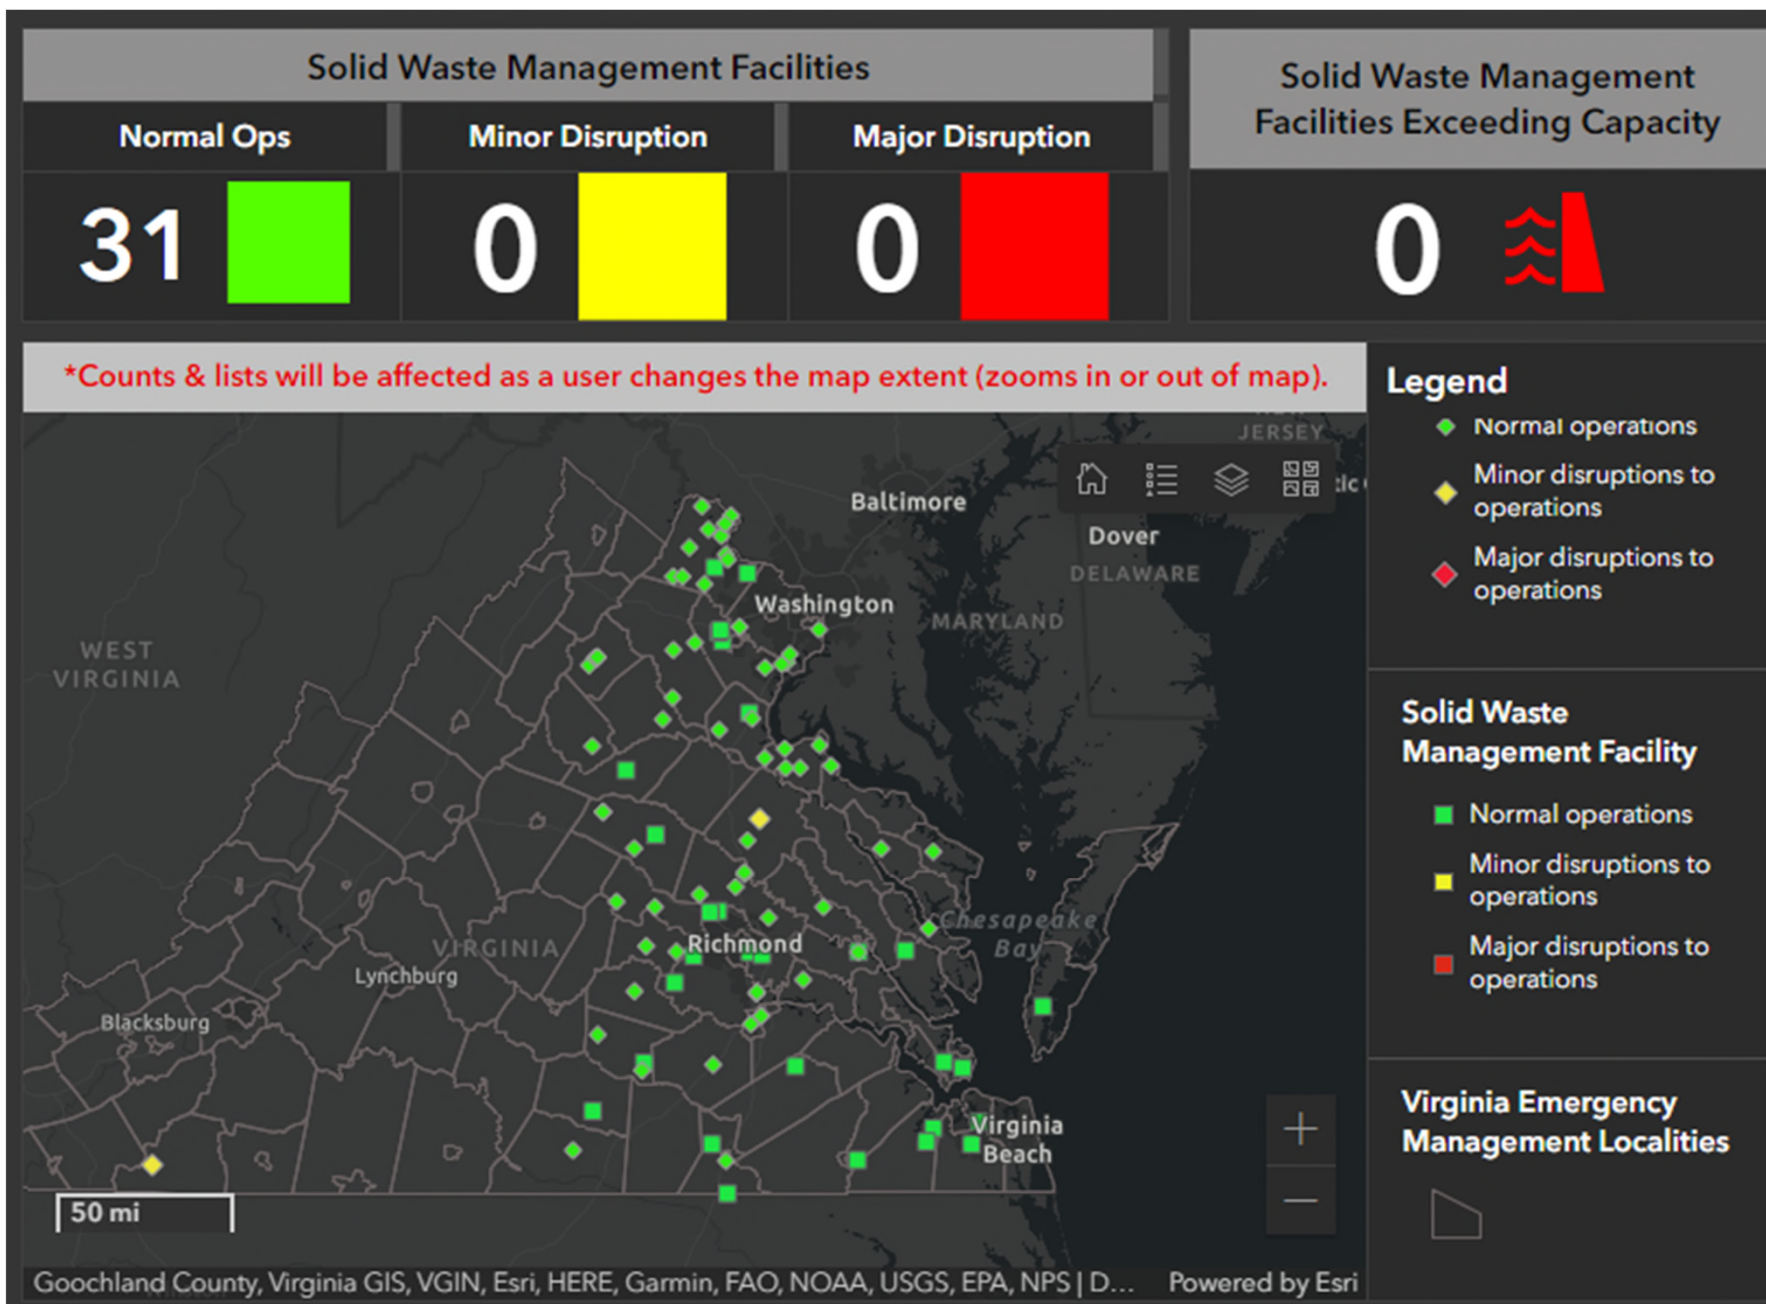 Solid Waste Management Facilities
Solid Waste Management
Facilities Exceeding Capacity
Normal Ops
Minor Disruption
Major Disruption
31
0
0
0
*Counts & lists will be affected as a user changes the map extent (zooms in or out of map).
Legend
Normal operations
Minor disruptions to
operations
Major disruptions to
operations
JERSEY
Baltimore
Dover
DELAWARE
Washington
MARYLAND
WEST
VIRGINIA
Chesapeake
Bay
Richmond
VIRGINIA
Lynchburg
Blacksburg
Virginia
Beach
50 mi
+
−
Solid Waste
Management Facility
Normal operations
Minor disruptions to
operations
Major disruptions to
operations
Virginia Emergency
Management Localities
Goochland County, Virginia GIS, VGIN, Esri, HERE, Garmin, FAO, NOAA, USGS, EPA, NPS | D...
Powered by Esri